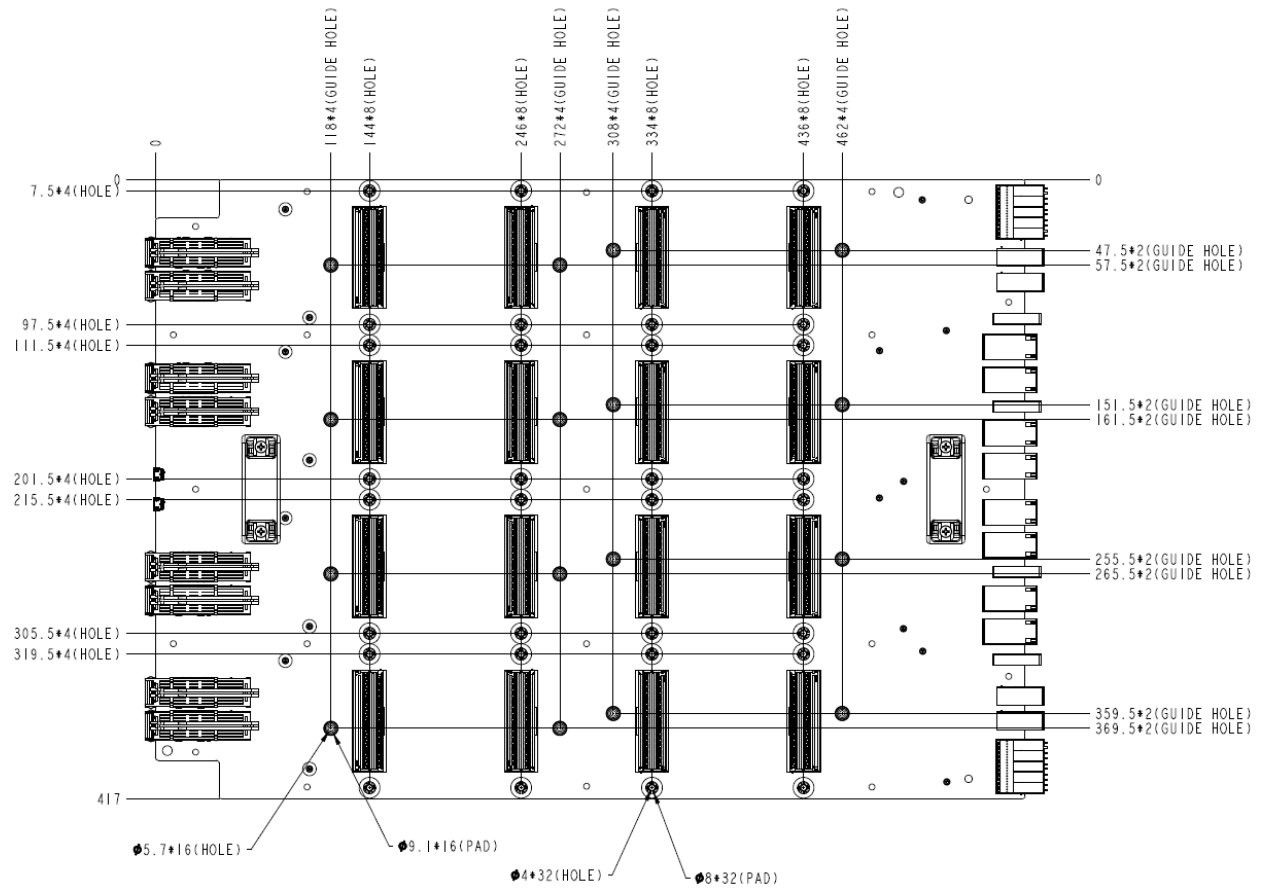 0
118*4(GUIDE HOLE)
144*8(HOLE)
246*8(HOLE)
272*4(GUIDE HOLE)
308*4(GUIDE HOLE)
334*8(HOLE)
436*8(HOLE)
462*4(GUIDE HOLE)
0
7.5*4(HOLE)
97.5*4(HOLE)
111.5*4(HOLE)
201.5*4(HOLE)
215.5*4(HOLE)
305.5*4(HOLE)
319.5*4(HOLE)
417
0
47.5*2(GUIDE HOLE)
57.5*2(GUIDE HOLE)
151.5*2(GUIDE HOLE)
161.5*2(GUIDE HOLE)
255.5*2(GUIDE HOLE)
265.5*2(GUIDE HOLE)
359.5*2(GUIDE HOLE)
369.5*2(GUIDE HOLE)
ø5.7*16(HOLE)
ø9.1*16(PAD)
ø4*32(HOLE)
ø8*32(PAD)